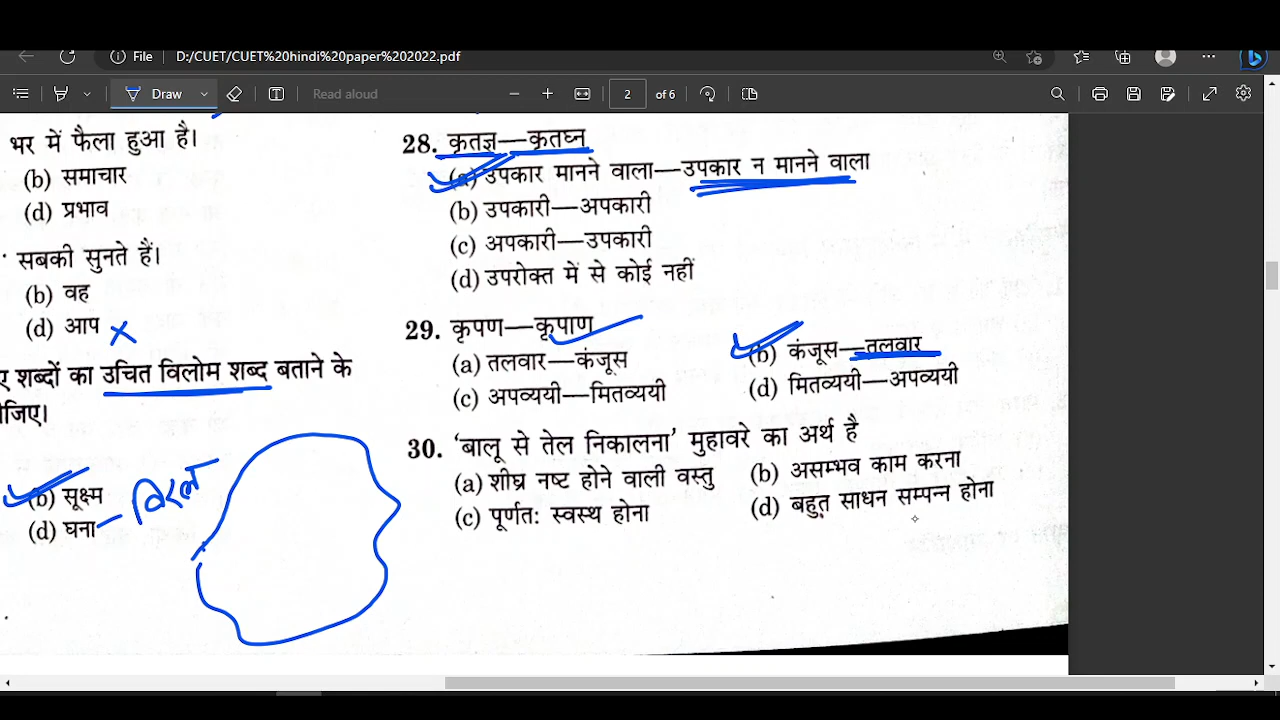 File D:/CUET/CUET%20hindi%20paper%202022.pdf
Draw Read aloud 2 of 6
भर में फैला हुआ है।
(b) समाचार
(d) प्रभाव
सबकी सुनते हैं।
(b) वह
(d) आप
ए शब्दों का उचित विलोम शब्द बताने के
जिए।
(b) सूक्ष्म
(d) घना
28. कृतज्ञ—कृतघ्न
(a) उपकार मानने वाला—उपकार न मानने वाला
(b) उपकारी—अपकारी
(c) अपकारी—उपकारी
(d) उपरोक्त में से कोई नहीं
29. कृपण—कृपाण
(a) तलवार—कंजूस (b) कंजूस—तलवार
(c) अपव्ययी—मितव्ययी (d) मितव्ययी—अपव्ययी
30. ‘बालू से तेल निकालना’ मुहावरे का अर्थ है
(a) शीघ्र नष्ट होने वाली वस्तु (b) असम्भव काम करना
(c) पूर्णतः स्वस्थ होना (d) बहुत साधन सम्पन्न होना